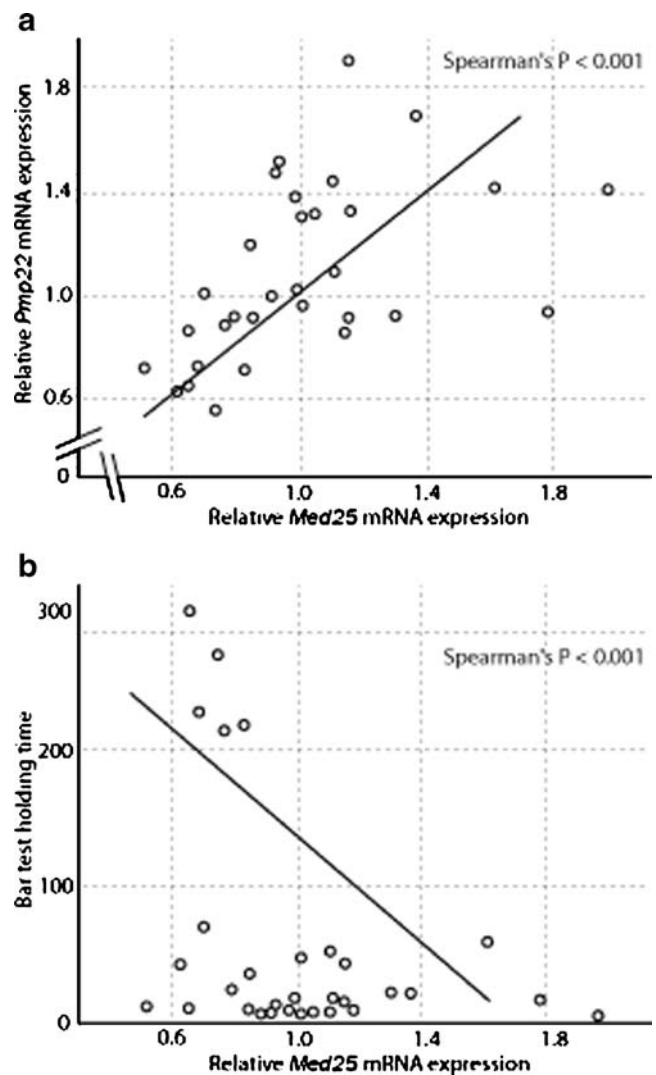 a
Spearman's P < 0.001
Relative Pmp22 mRNA expression
1.8
1.4
1.0
0.6
0
0.6 1.0 1.4 1.8
Relative Med25 mRNA expression
b
Spearman's P < 0.001
Bar test holding time
300
200
100
0
0.6 1.0 1.4 1.8
Relative Med25 mRNA expression